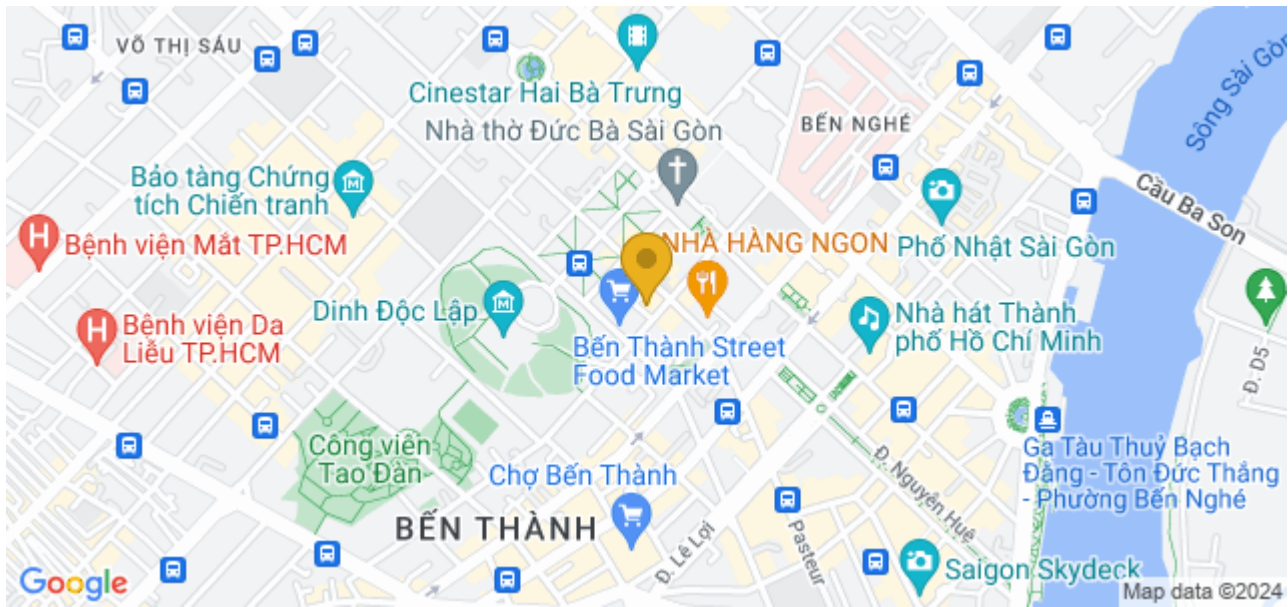 VÕ THỊ SÁU
Cinestar Hai Bà Trưng
Nhà thờ Đức Bà Sài Gòn
BẾN NGHÉ
Sông Sài Gòn
Cầu Ba Son
Bảo tàng Chứng
tích Chiến tranh
H
Bệnh viện Mắt TP.HCM
NHÀ HÀNG NGON
Phố Nhật Sài Gòn
Dinh Độc Lập
H
Bệnh viện Da
Liễu TP.HCM
Bến Thành Street
Food Market
Nhà hát Thành
phố Hồ Chí Minh
Đ. D5
Công viên
Tao Đàn
Chợ Bến Thành
Đ. Nguyễn Huệ
Ga Tàu Thuỷ Bạch
Đằng - Tôn Đức Thắng
- Phường Bến Nghé
BẾN THÀNH
Đ. Lê Lợi
Pasteur
Saigon Skydeck
Google
Map data ©2024